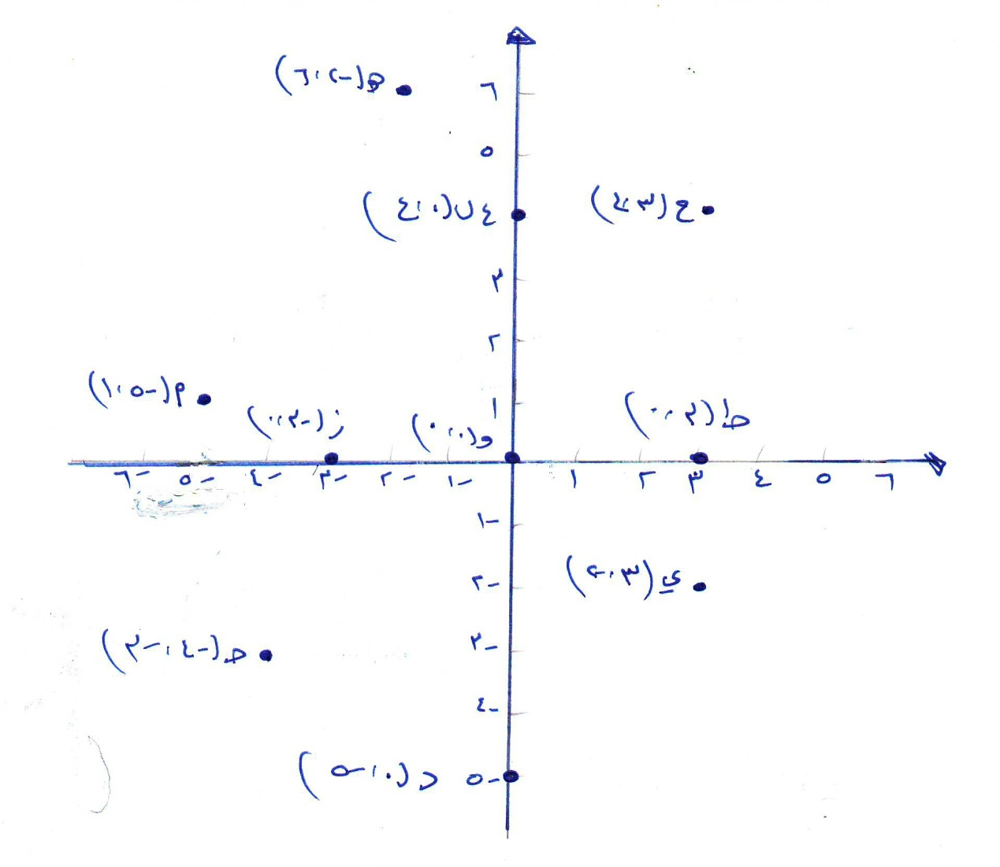 هـ(-٢،٦)
٦
٥
ع(٣،٤)
٤
ل(٠،٤)
٣
٢
م(-٥،١)
١
ط(٣،٠)
و(٠،٠)
ز(-٣،٠)
-٦ -٥ -٤ -٣ -٢ -١ ١ ٢ ٣ ٤ ٥ ٦
-١
ي(٣،-٢)
-٢
-٣
(-٤،-٣)
-٤
-٥
د(٠،-٥)